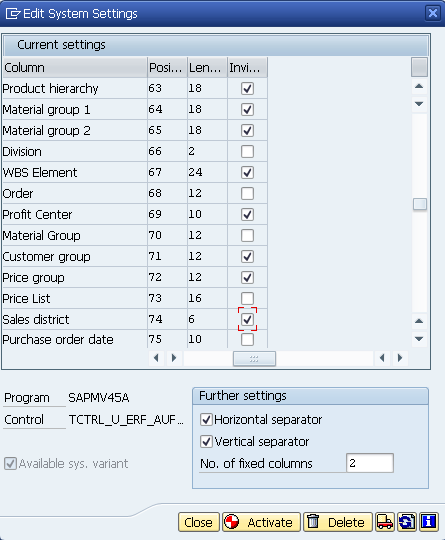 Edit System Settings
Current settings
Column Posi... Len... Invi...
Product hierarchy 63 18
Material group 1 64 18
Material group 2 65 18
Division 66 2
WBS Element 67 24
Order 68 12
Profit Center 69 10
Material Group 70 12
Customer group 71 12
Price group 72 12
Price List 73 16
Sales district 74 6
Purchase order date 75 10
Program SAPMV45A
Control TCTRL_U_ERF_AUF...
Available sys. variant
Further settings
Horizontal separator
Vertical separator
No. of fixed columns 2
Close Activate Delete